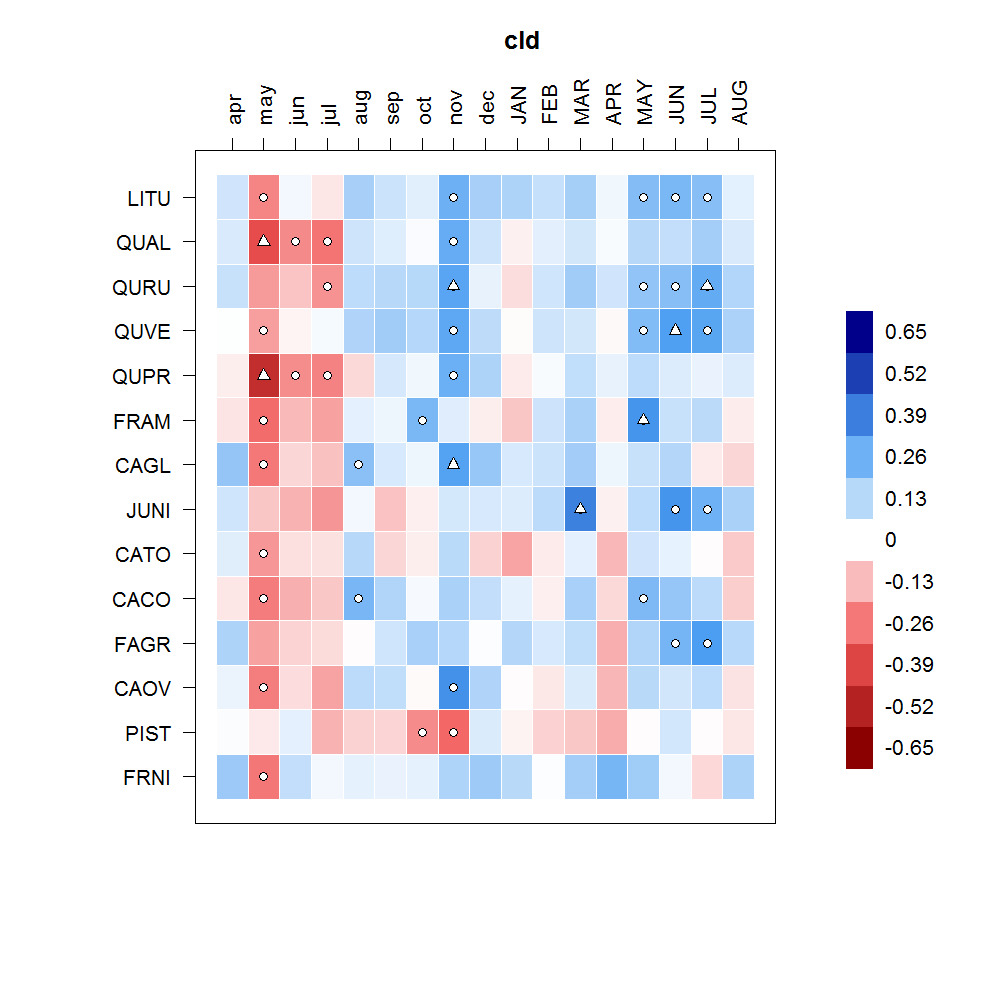 cld
apr may jun jul aug sep oct nov dec JAN FEB MAR APR MAY JUN JUL AUG
LITU
QUAL
QURU
QUVE
QUPR
FRAM
CAGL
JUNI
CATO
CACO
FAGR
CAOV
PIST
FRNI
0.65
0.52
0.39
0.26
0.13
0
-0.13
-0.26
-0.39
-0.52
-0.65